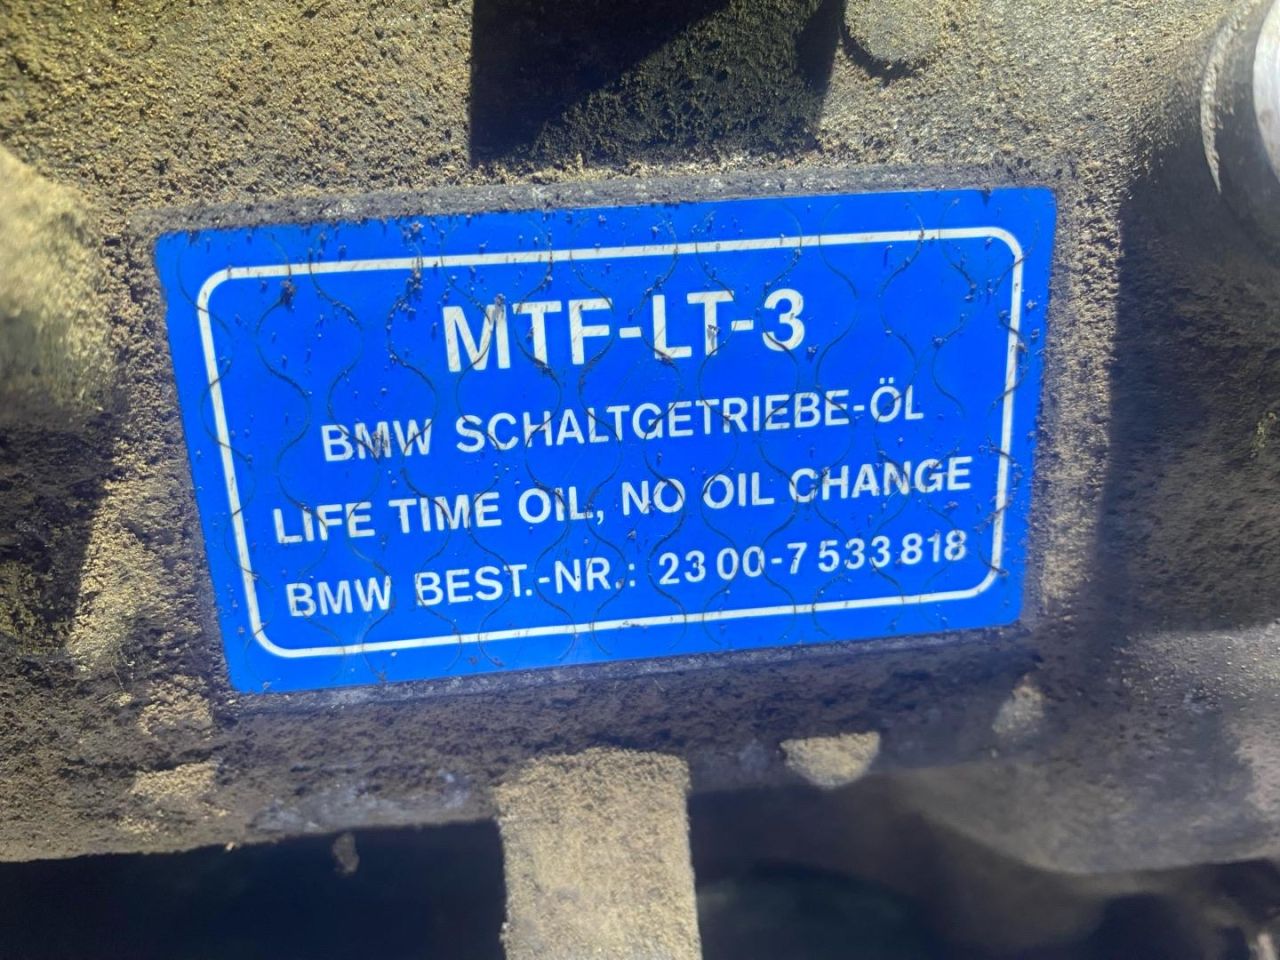 MTF-LT-3
BMW SCHALTGETRIEBE-ÖL
LIFE TIME OIL, NO OIL CHANGE
BMW BEST.-NR.: 23 00-7 533 818